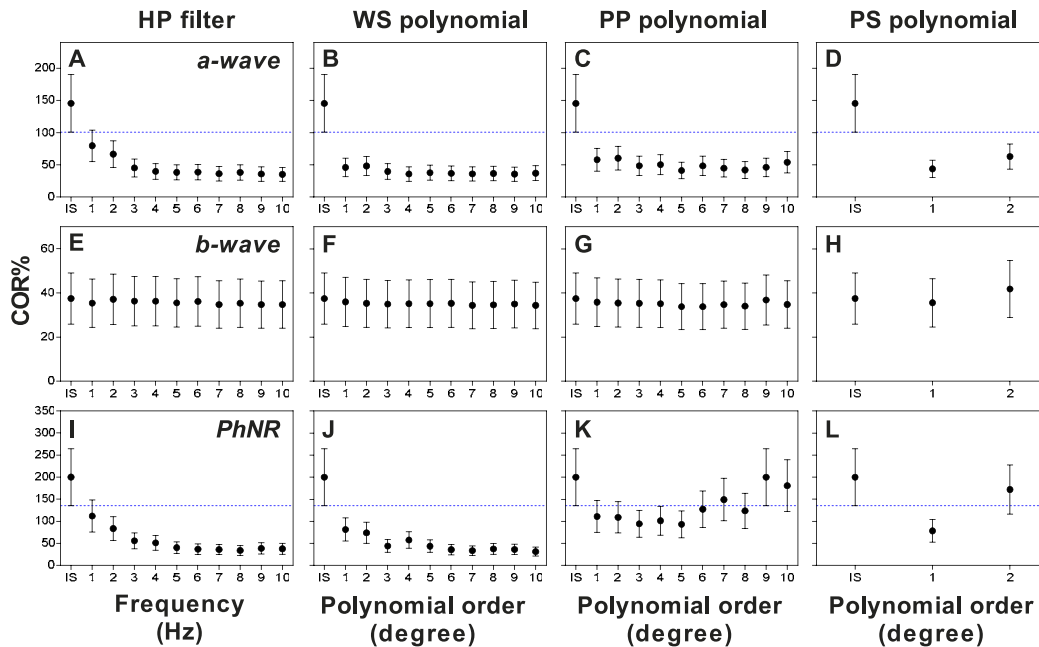 HP filter WS polynomial PP polynomial PS polynomial
A a-wave B C D
200
150
100
50
0
IS 1 2 3 4 5 6 7 8 9 10 IS 1 2 3 4 5 6 7 8 9 10 IS 1 2 3 4 5 6 7 8 9 10 IS 1 2
E b-wave F G H
60
40
20
0
COR%
IS 1 2 3 4 5 6 7 8 9 10 IS 1 2 3 4 5 6 7 8 9 10 IS 1 2 3 4 5 6 7 8 9 10 IS 1 2
I PhNR J K L
350
300
250
200
150
100
50
0
IS 1 2 3 4 5 6 7 8 9 10 IS 1 2 3 4 5 6 7 8 9 10 IS 1 2 3 4 5 6 7 8 9 10 IS 1 2
Frequency Polynomial order Polynomial order Polynomial order
(Hz) (degree) (degree) (degree)